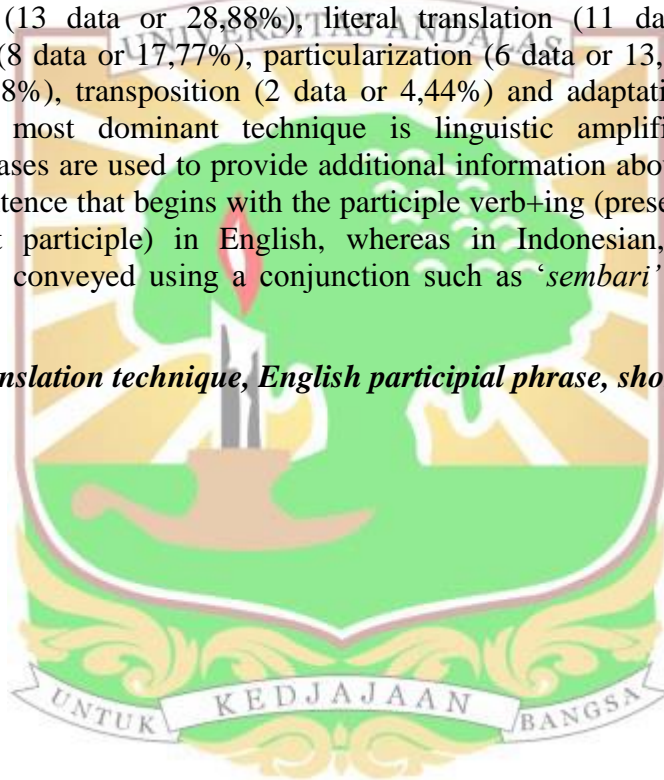 (13 data or 28,88%), literal translation (11 da
UNIVERSITAS ANDALAS
(8 data or 17,77%), particularization (6 data or 13,
8%), transposition (2 data or 4,44%) and adaptati
most dominant technique is linguistic amplifi
ases are used to provide additional information abo
tence that begins with the participle verb+ing (prese
t participle) in English, whereas in Indonesian,
conveyed using a conjunction such as ‘sembari’
nslation technique, English participial phrase, sho
UNTUK KEDJAJAAN BANGSA